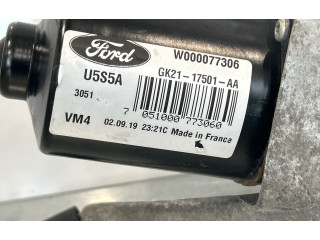 Ford W000077306
U5S5A GK21-17501-AA
3051
7 051000 773060
VM4 02.09.19 23:21C Made in France